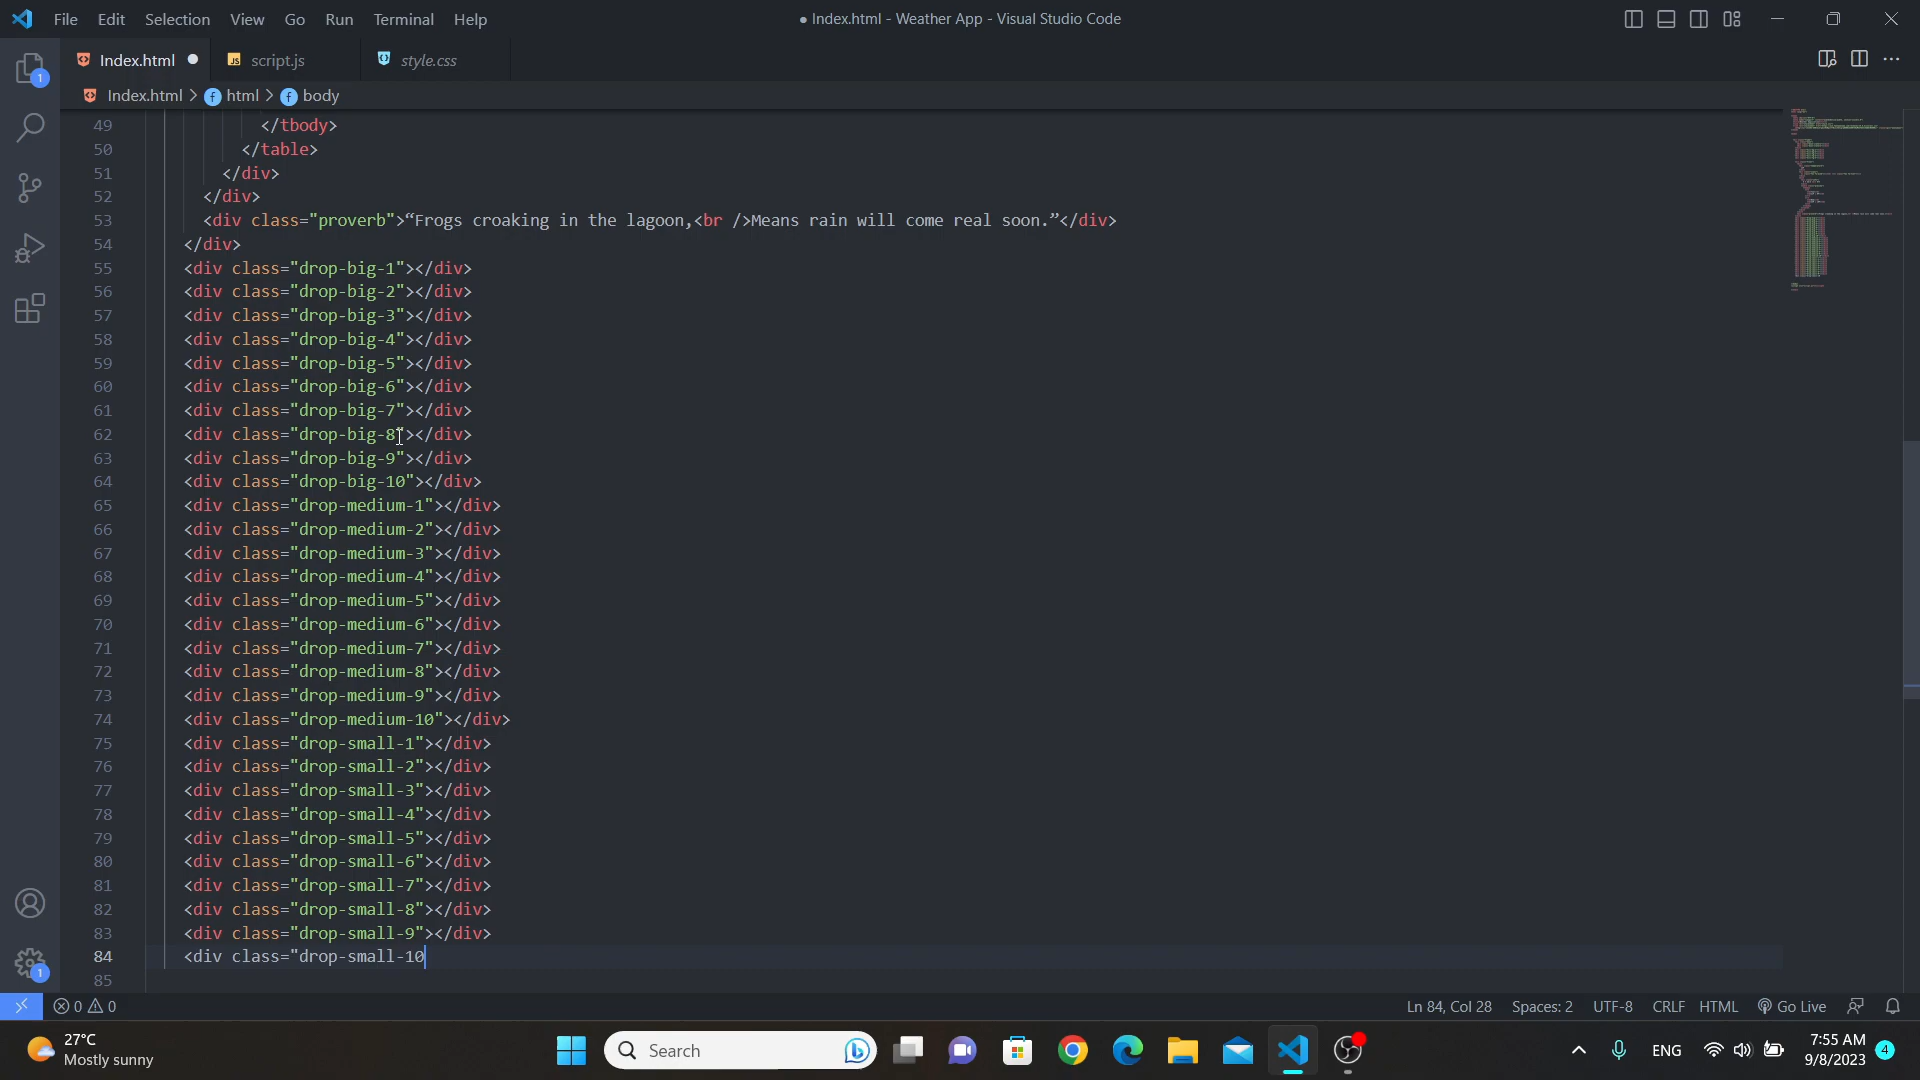 File Edit Selection View Go Run Terminal Help
● Index.html - Weather App - Visual Studio Code
Index.html ● JS script.js style.css
1
Index.html > html > body
49 </tbody>
50 </table>
51 </div>
52 </div>
53 <div class="proverb">“Frogs croaking in the lagoon,<br />Means rain will come real soon.”</div>
54 </div>
55 <div class="drop-big-1"></div>
56 <div class="drop-big-2"></div>
57 <div class="drop-big-3"></div>
58 <div class="drop-big-4"></div>
59 <div class="drop-big-5"></div>
60 <div class="drop-big-6"></div>
61 <div class="drop-big-7"></div>
62 <div class="drop-big-8"></div>
63 <div class="drop-big-9"></div>
64 <div class="drop-big-10"></div>
65 <div class="drop-medium-1"></div>
66 <div class="drop-medium-2"></div>
67 <div class="drop-medium-3"></div>
68 <div class="drop-medium-4"></div>
69 <div class="drop-medium-5"></div>
70 <div class="drop-medium-6"></div>
71 <div class="drop-medium-7"></div>
72 <div class="drop-medium-8"></div>
73 <div class="drop-medium-9"></div>
74 <div class="drop-medium-10"></div>
75 <div class="drop-small-1"></div>
76 <div class="drop-small-2"></div>
77 <div class="drop-small-3"></div>
78 <div class="drop-small-4"></div>
79 <div class="drop-small-5"></div>
80 <div class="drop-small-6"></div>
81 <div class="drop-small-7"></div>
82 <div class="drop-small-8"></div>
83 <div class="drop-small-9"></div>
84 <div class="drop-small-10
85
1
0 0 Ln 84, Col 28 Spaces: 2 UTF-8 CRLF HTML Go Live
27°C
Mostly sunny
Search
ENG
7:55 AM
9/8/2023
4